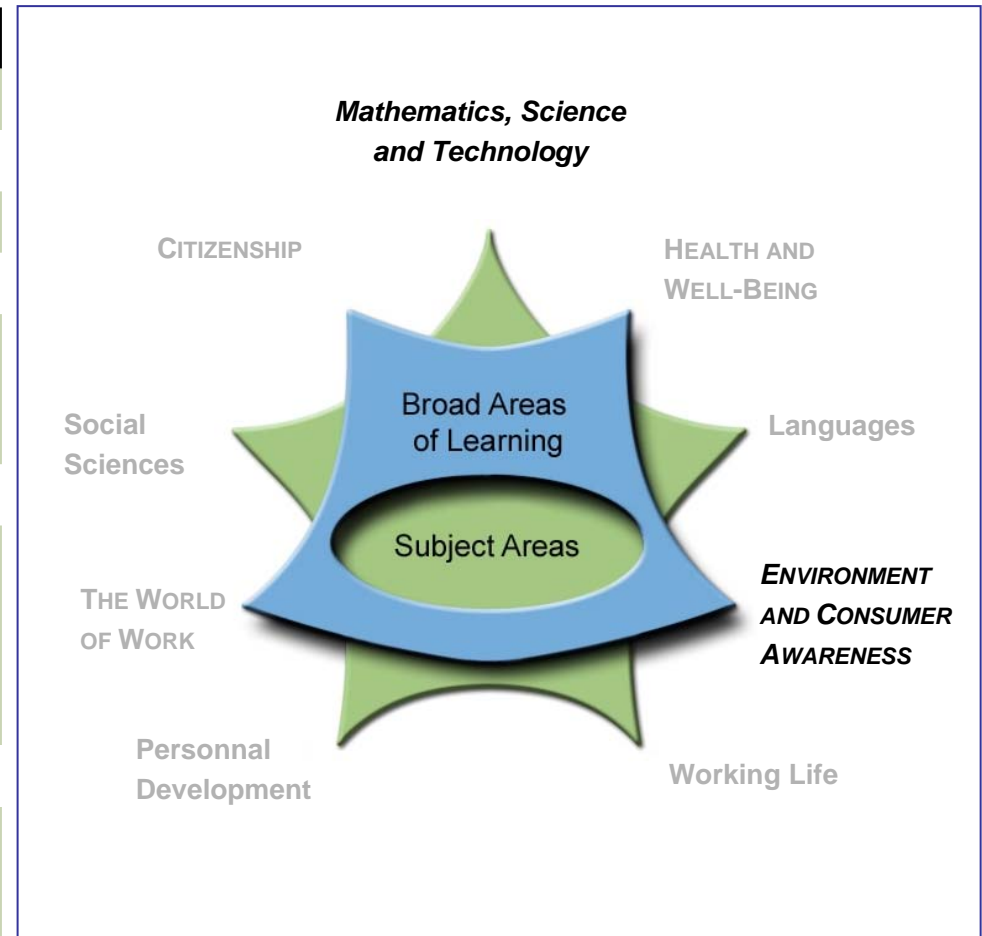 Mathematics, Science
and Technology
CITIZENSHIP
HEALTH AND
WELL-BEING
Broad Areas
of Learning
Social
Sciences
Languages
Subject Areas
ENVIRONMENT
AND CONSUMER
AWARENESS
THE WORLD
OF WORK
Personnal
Development
Working Life